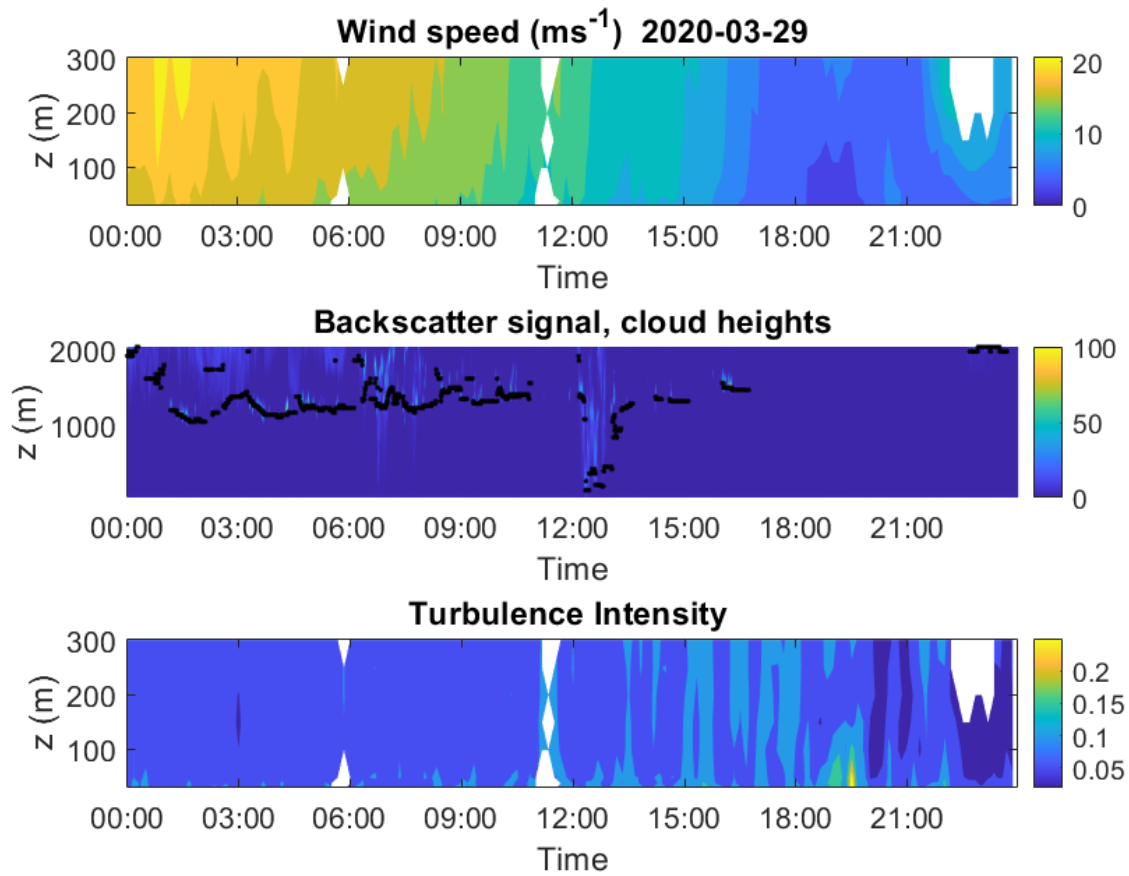 Wind speed (ms-1) 2020-03-29
300
200
100
z (m)
20
10
0
00:00 03:00 06:00 09:00 12:00 15:00 18:00 21:00
Time
Backscatter signal, cloud heights
2000
1000
z (m)
100
50
0
00:00 03:00 06:00 09:00 12:00 15:00 18:00 21:00
Time
Turbulence Intensity
300
200
100
z (m)
0.2
0.15
0.1
0.05
00:00 03:00 06:00 09:00 12:00 15:00 18:00 21:00
Time